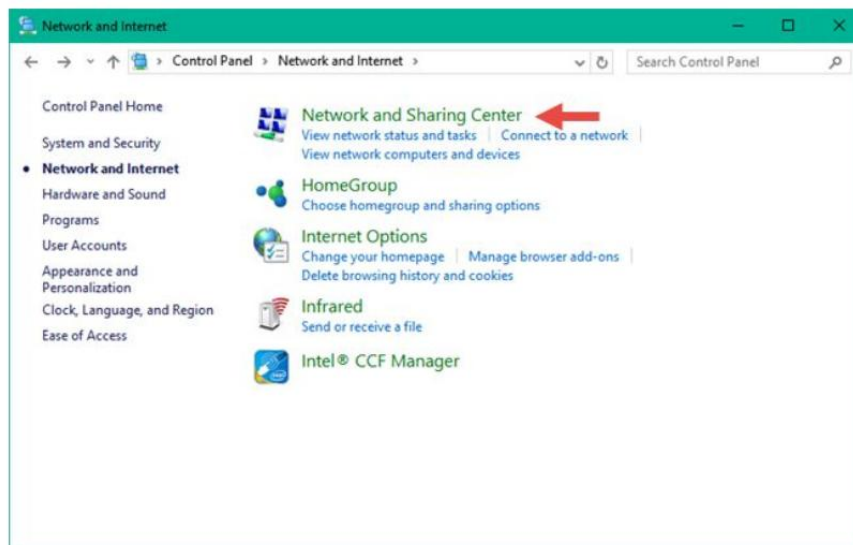 Network and Internet
Control Panel > Network and Internet >
Search Control Panel
Control Panel Home
System and Security
Network and Internet
Hardware and Sound
Programs
User Accounts
Appearance and
Personalization
Clock, Language, and Region
Ease of Access
Network and Sharing Center
View network status and tasks | Connect to a network
View network computers and devices
HomeGroup
Choose homegroup and sharing options
Internet Options
Change your homepage | Manage browser add-ons
Delete browsing history and cookies
Infrared
Send or receive a file
Intel® CCF Manager